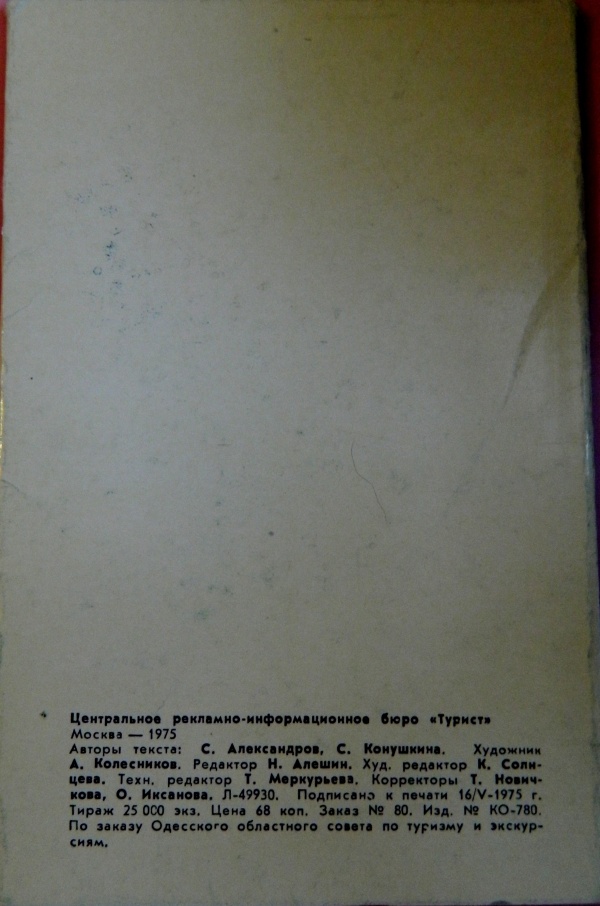 Центральное рекламно-информационное бюро «Турист»
Москва — 1975
Авторы текста: С. Александров, С. Конушкина. Художник
А. Колесников. Редактор Н. Алешин. Худ. редактор К. Солн-
цева. Техн. редактор Т. Меркурьева. Корректоры Т. Нович-
кова, О. Иксанова. Л-49930. Подписано к печати 16/V-1975 г.
Тираж 25 000 экз. Цена 68 коп. Заказ № 80. Изд. № КО-780.
По заказу Одесского областного совета по туризму и экскур-
сиям.